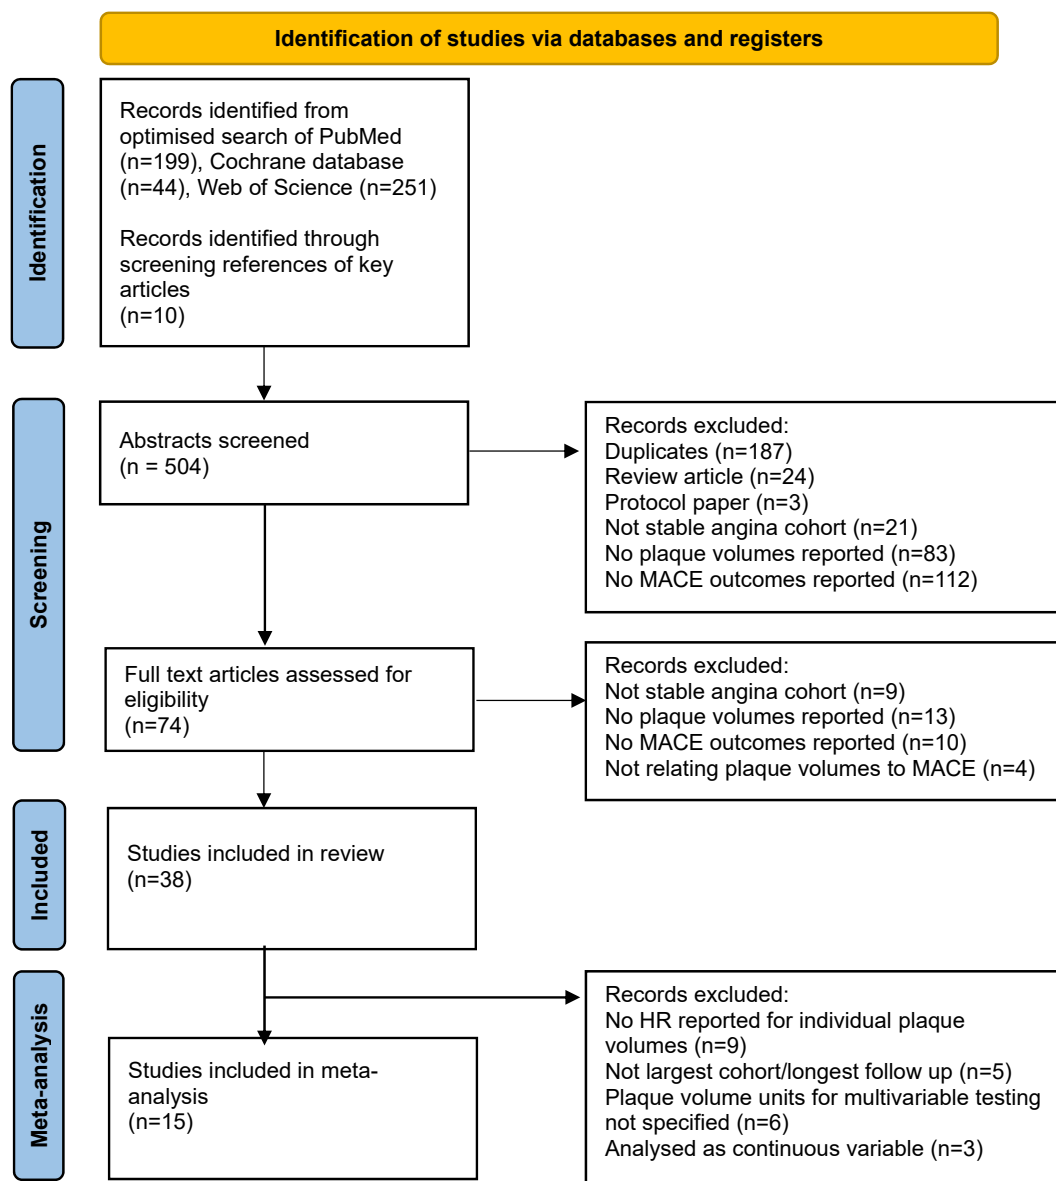 Identification of studies via databases and registers
Identification
Records identified from
optimised search of PubMed
(n=199), Cochrane database
(n=44), Web of Science (n=251)
Records identified through
screening references of key
articles
(n=10)
Screening
Abstracts screened
(n = 504)
Records excluded:
Duplicates (n=187)
Review article (n=24)
Protocol paper (n=3)
Not stable angina cohort (n=21)
No plaque volumes reported (n=83)
No MACE outcomes reported (n=112)
Full text articles assessed for
eligibility
(n=74)
Records excluded:
Not stable angina cohort (n=9)
No plaque volumes reported (n=13)
No MACE outcomes reported (n=10)
Not relating plaque volumes to MACE (n=4)
Included
Studies included in review
(n=38)
Meta-analysis
Studies included in meta-
analysis
(n=15)
Records excluded:
No HR reported for individual plaque
volumes (n=9)
Not largest cohort/longest follow up (n=5)
Plaque volume units for multivariable testing
not specified (n=6)
Analysed as continuous variable (n=3)